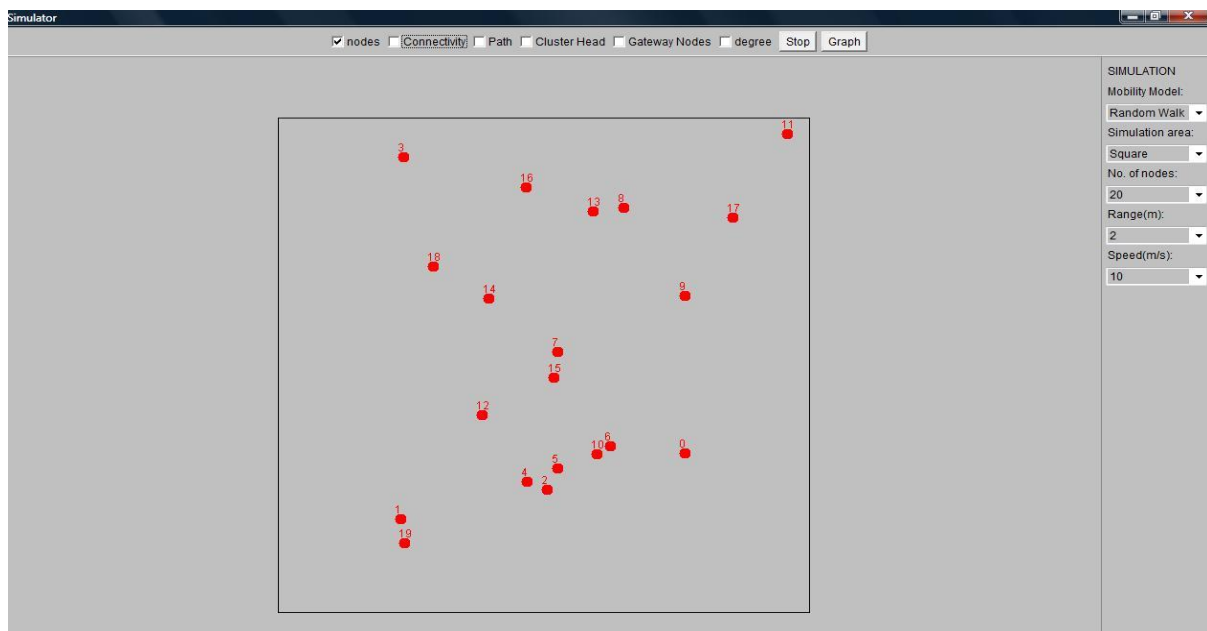 Simulator
nodes Connectivity Path Cluster Head Gateway Nodes degree Stop Graph
SIMULATION
Mobility Model:
Random Walk
Simulation area:
Square
No. of nodes:
20
Range(m):
2
Speed(m/s):
10
11
3
16
13
8
17
18
14
9
7
15
12
6
10
0
5
4
2
1
19